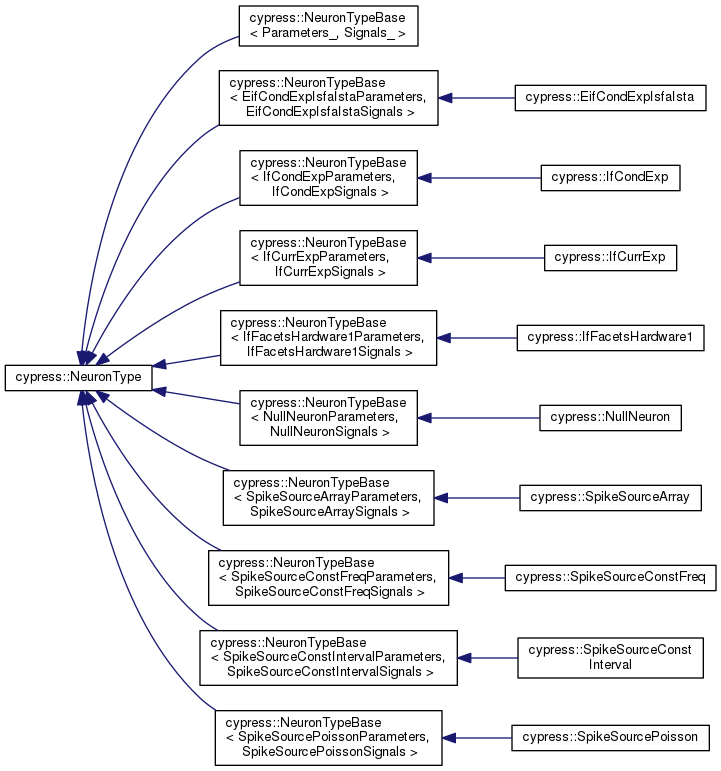 cypress::NeuronTypeBase
< Parameters_, Signals_ >
cypress::NeuronTypeBase
< EifCondExpIsfaIstaParameters,
EifCondExpIsfaIstaSignals >
cypress::EifCondExpIsfaIsta
cypress::NeuronTypeBase
< IfCondExpParameters,
IfCondExpSignals >
cypress::IfCondExp
cypress::NeuronTypeBase
< IfCurrExpParameters,
IfCurrExpSignals >
cypress::IfCurrExp
cypress::NeuronTypeBase
< IfFacetsHardware1Parameters,
IfFacetsHardware1Signals >
cypress::IfFacetsHardware1
cypress::NeuronType
cypress::NeuronTypeBase
< NullNeuronParameters,
NullNeuronSignals >
cypress::NullNeuron
cypress::NeuronTypeBase
< SpikeSourceArrayParameters,
SpikeSourceArraySignals >
cypress::SpikeSourceArray
cypress::NeuronTypeBase
< SpikeSourceConstFreqParameters,
SpikeSourceConstFreqSignals >
cypress::SpikeSourceConstFreq
cypress::NeuronTypeBase
< SpikeSourceConstIntervalParameters,
SpikeSourceConstIntervalSignals >
cypress::SpikeSourceConst
Interval
cypress::NeuronTypeBase
< SpikeSourcePoissonParameters,
SpikeSourcePoissonSignals >
cypress::SpikeSourcePoisson